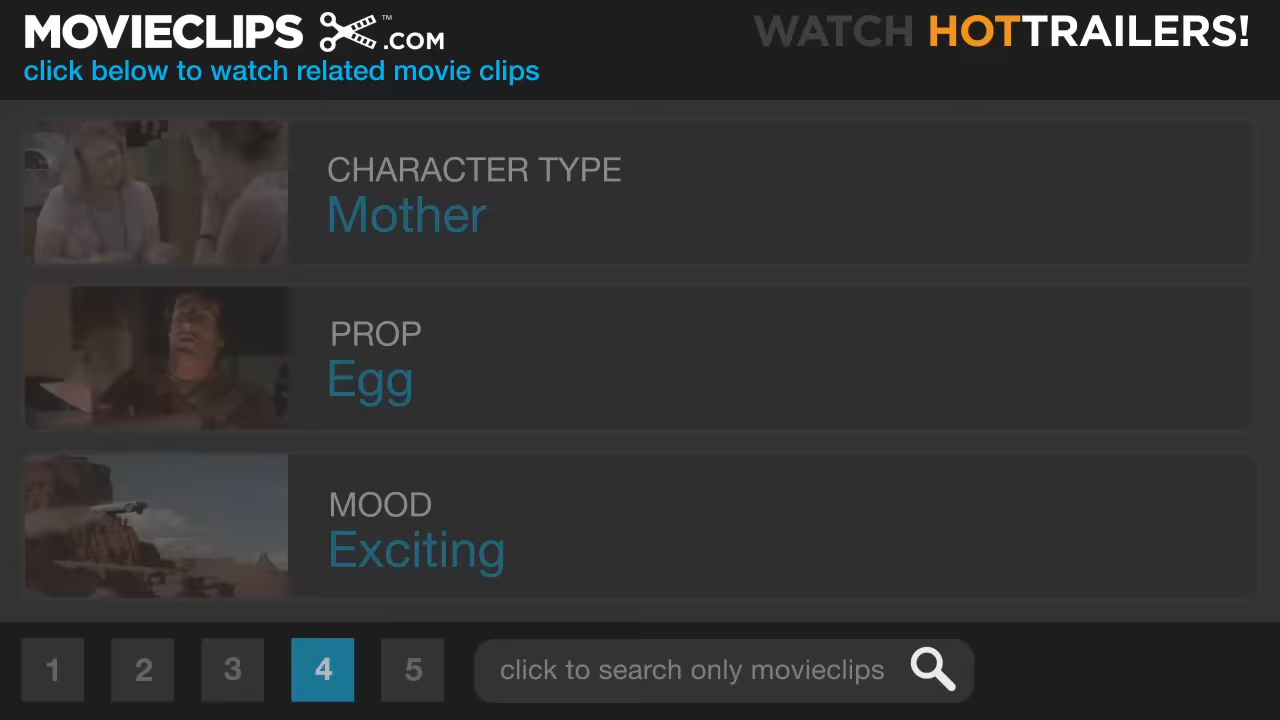 MOVIECLIPS ™ .COM
WATCH HOTTRAILERS!
click below to watch related movie clips
CHARACTER TYPE
Mother
PROP
Egg
MOOD
Exciting
1 2 3 4 5
click to search only movieclips